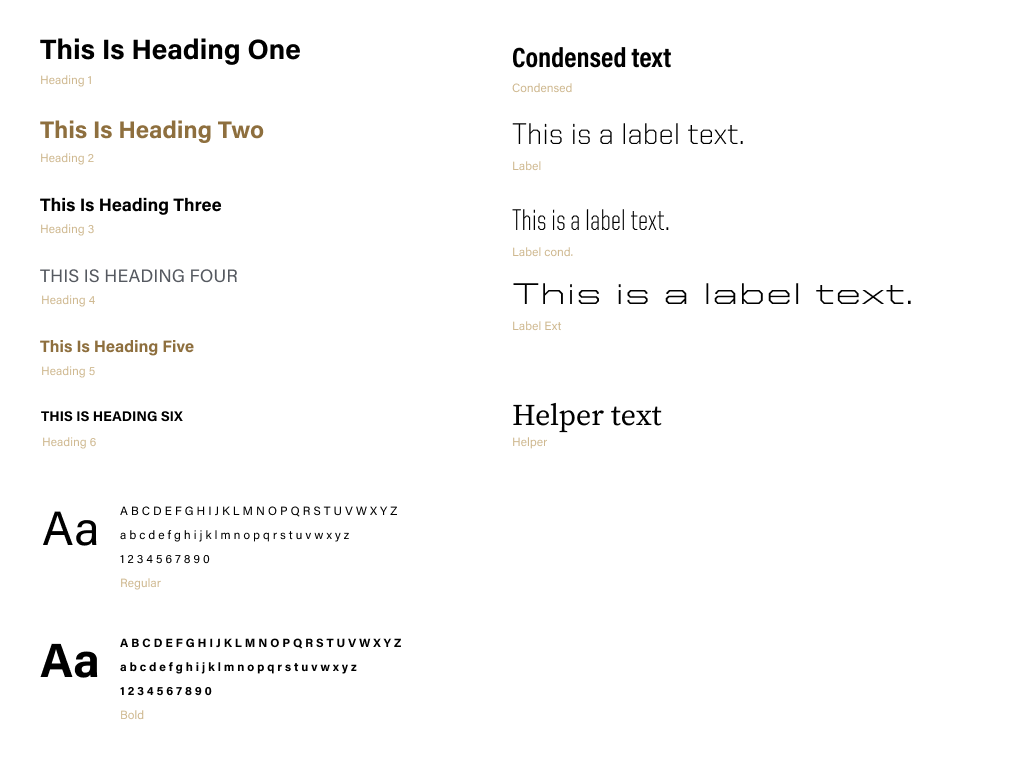 This Is Heading One
Heading 1
This Is Heading Two
Heading 2
This Is Heading Three
Heading 3
THIS IS HEADING FOUR
Heading 4
This Is Heading Five
Heading 5
THIS IS HEADING SIX
Heading 6
Aa
A B C D E F G H I J K L M N O P Q R S T U V W X Y Z
a b c d e f g h i j k l m n o p q r s t u v w x y z
1 2 3 4 5 6 7 8 9 0
Regular
Aa
A B C D E F G H I J K L M N O P Q R S T U V W X Y Z
a b c d e f g h i j k l m n o p q r s t u v w x y z
1 2 3 4 5 6 7 8 9 0
Bold
Condensed text
Condensed
This is a label text.
Label
This is a label text.
Label cond.
This is a label text.
Label Ext
Helper text
Helper